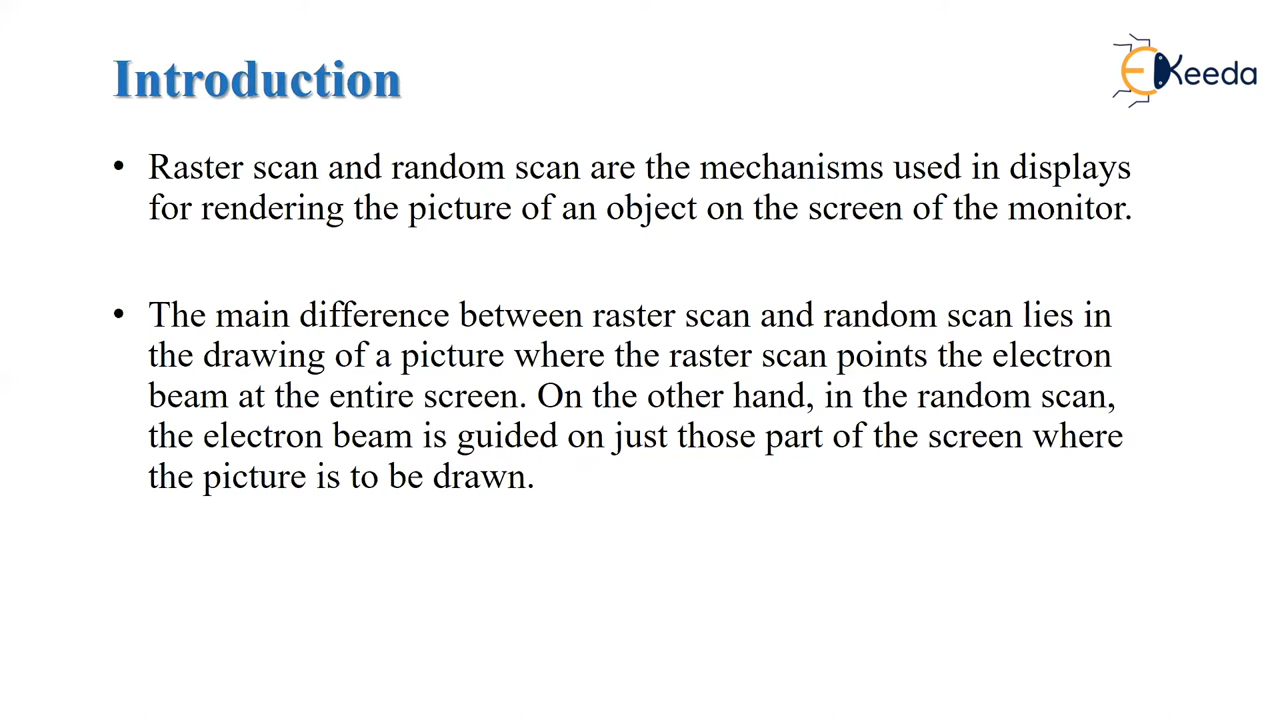 Introduction
EKeeda
• Raster scan and random scan are the mechanisms used in displays
for rendering the picture of an object on the screen of the monitor.
• The main difference between raster scan and random scan lies in
the drawing of a picture where the raster scan points the electron
beam at the entire screen. On the other hand, in the random scan,
the electron beam is guided on just those part of the screen where
the picture is to be drawn.